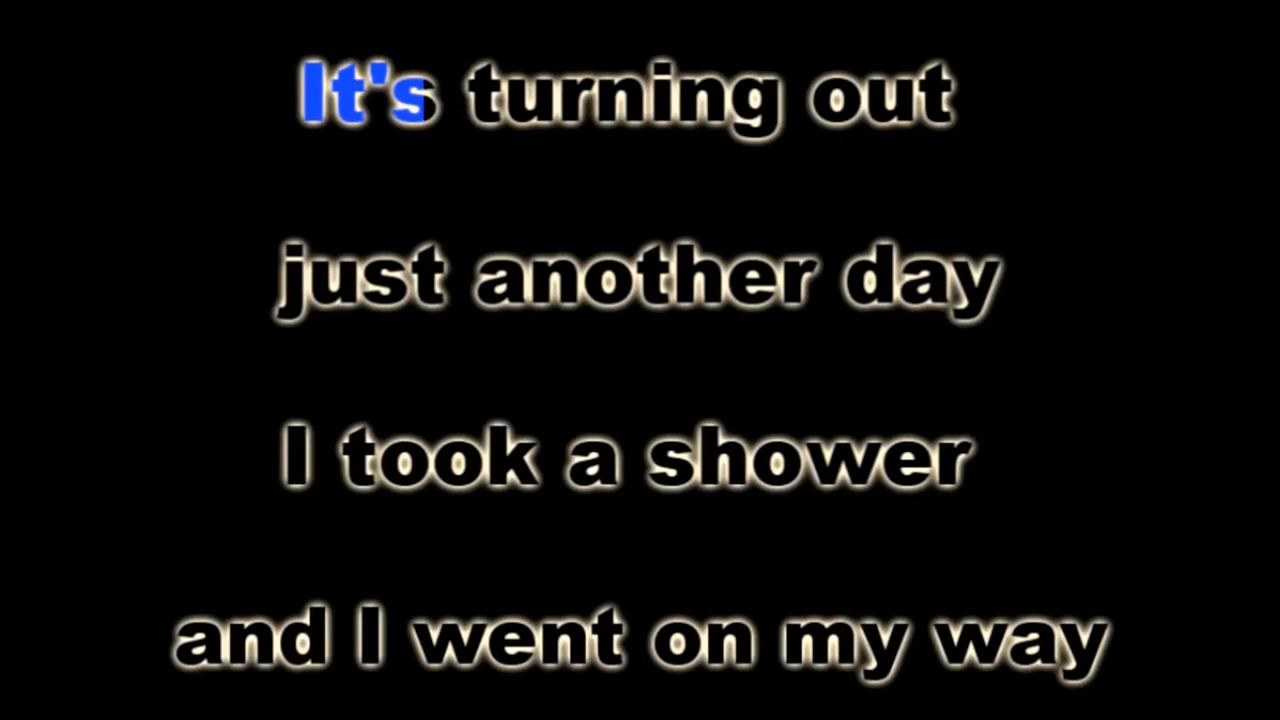 It's turning out
just another day
I took a shower
and I went on my way